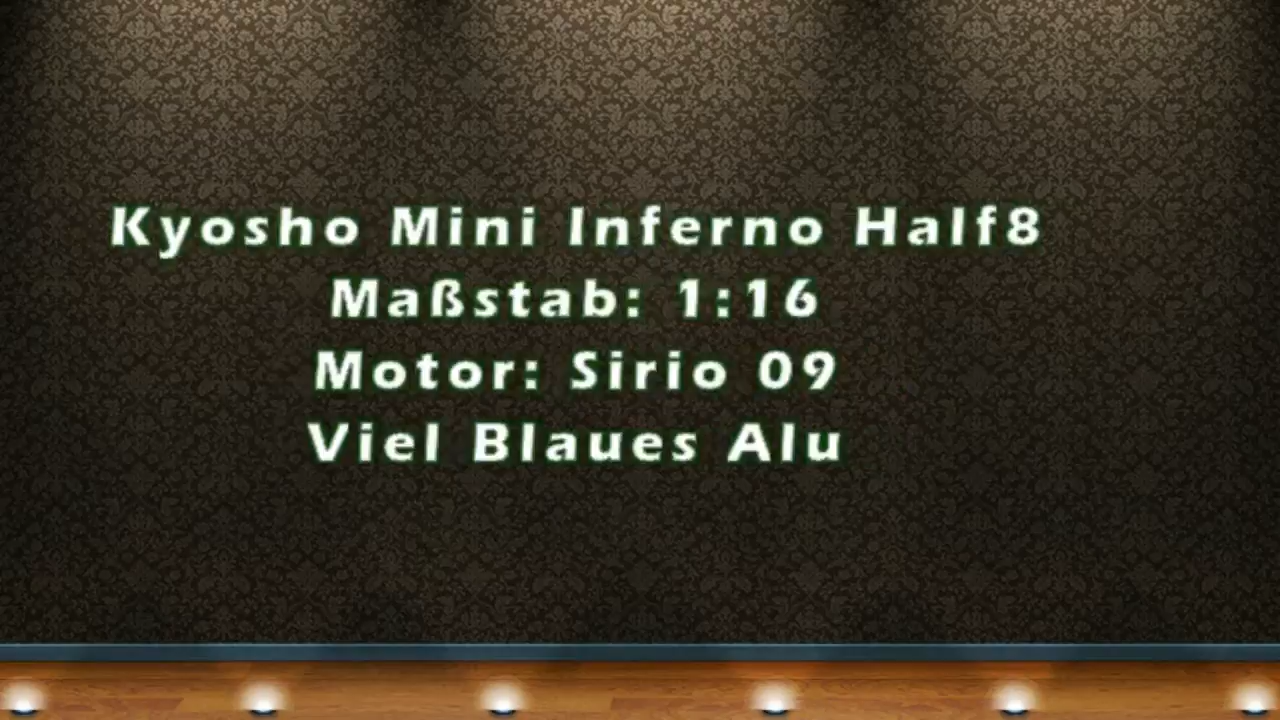 Kyosho Mini Inferno Half8
Maßstab: 1:16
Motor: Sirio 09
Viel Blaues Alu